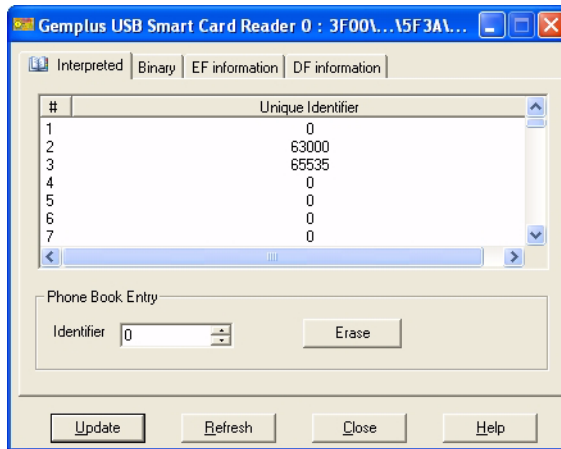 Gemplus USB Smart Card Reader 0 : 3F00\...\5F3A\...
Interpreted Binary EF information DF information
# Unique Identifier
1 0
2 63000
3 65535
4 0
5 0
6 0
7 0
Phone Book Entry
Identifier 0 Erase
Update Refresh Close Help